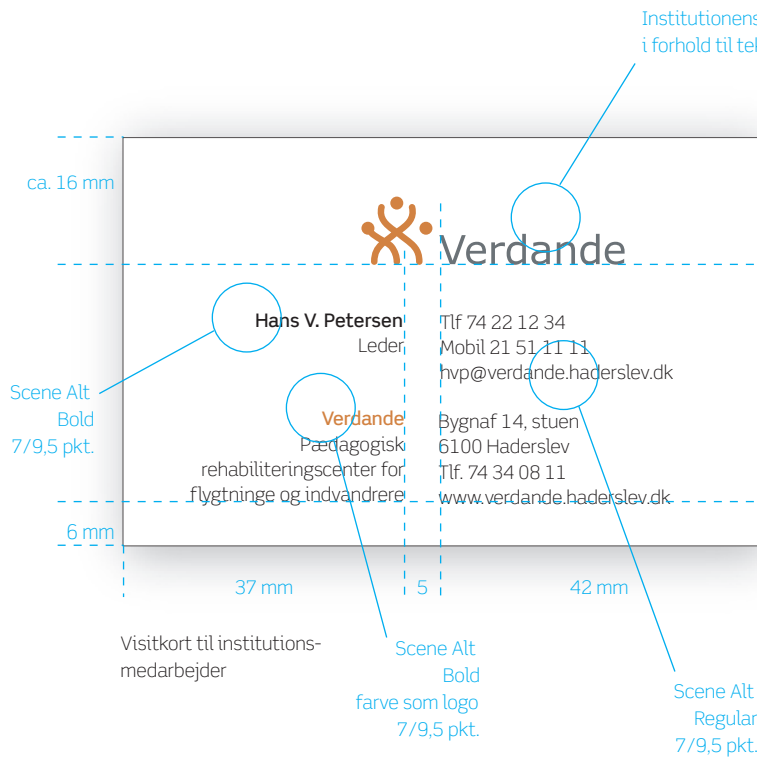 Institutionens
i forhold til
ca. 16 mm
Verdande
Hans V. Petersen
Leder
Tlf 74 22 12 34
Mobil 21 51 11 11
hvp@verdande.haderslev.dk
Scene Alt
Bold
7/9,5 pkt.
Verdande
Pædagogisk
rehabiliteringscenter for
flygtninge og indvandrere
Bygnaf 14, stuen
6100 Haderslev
Tlf. 74 34 08 11
www.verdande.haderslev.dk
6 mm
37 mm
5
42 mm
Visitkort til institutions-
medarbejder
Scene Alt
Bold
farve som logo
7/9,5 pkt.
Scene Alt
Regular
7/9,5 pkt.